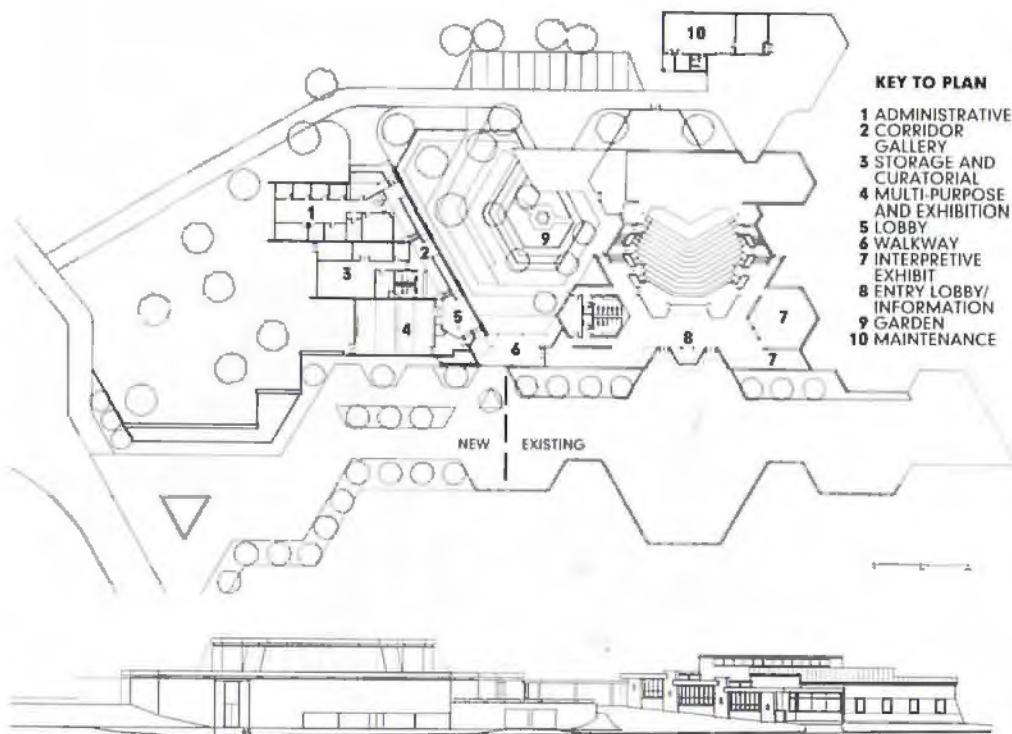 10
KEY TO PLAN
1 ADMINISTRATIVE
2 CORRIDOR
GALLERY
3 STORAGE AND
CURATORIAL
4 MULTI-PURPOSE
AND EXHIBITION
5 LOBBY
6 WALKWAY
7 INTERPRETIVE
EXHIBIT
8 ENTRY LOBBY/
INFORMATION
9 GARDEN
10 MAINTENANCE
1
2
9
3
5
4
6
7
8
7
NEW
EXISTING